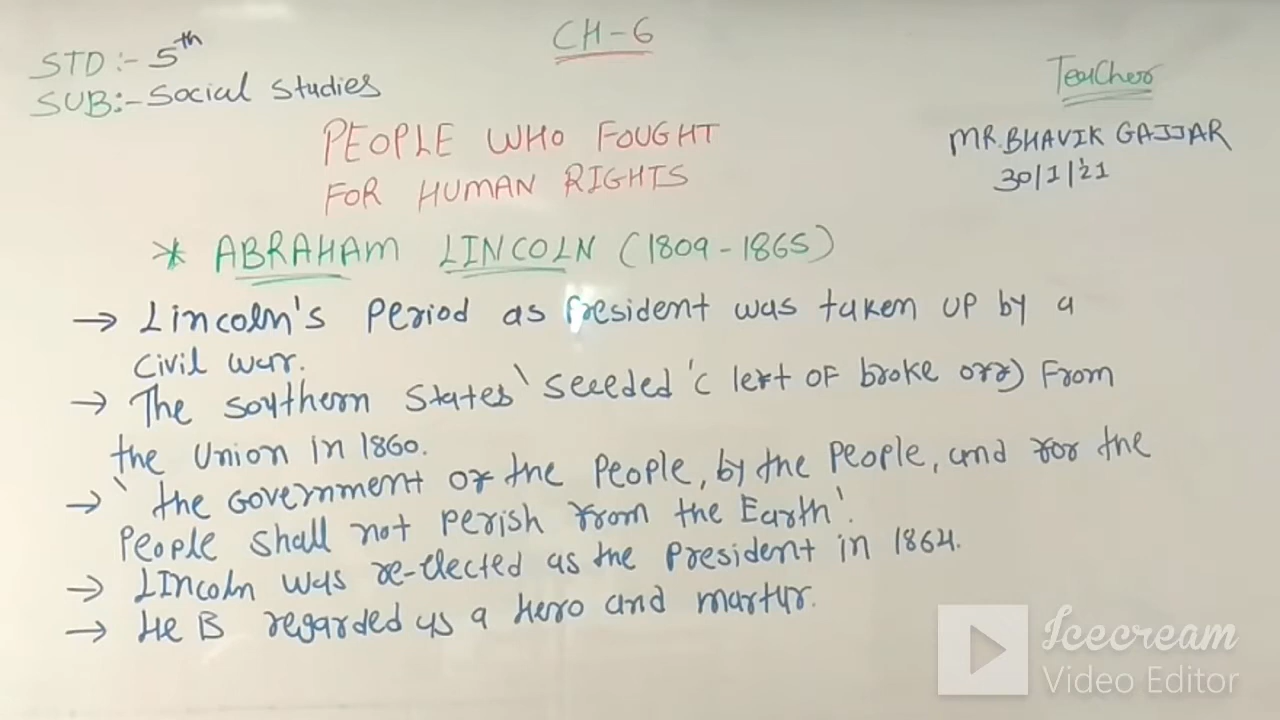 CH-6
STD:- 5th
SUB:- Social Studies
Teacher
MR.BHAVIK GAJJAR
30/1/21
PEOPLE WHO FOUGHT
FOR HUMAN RIGHTS
* ABRAHAM LINCOLN (1809-1865)
→ Lincoln's Period as President was taken up by a
civil war.
→ The Southern States 'Seceded' ( left of broke off) From
the Union in 1860.
→ 'the Government of the People, by the People, and for the
People shall not perish from the Earth'.
→ Lincoln was re-elected as the President in 1864.
→ He is regarded as a Hero and martyr.
Icecream
Video Editor